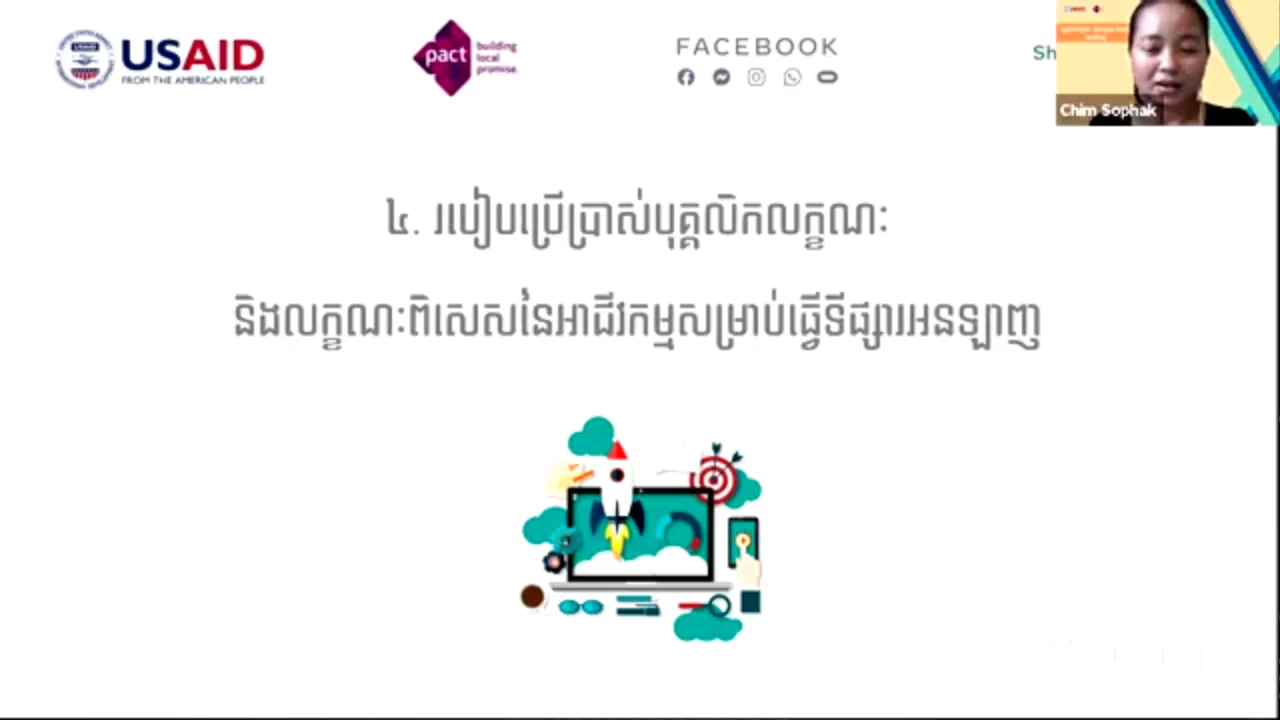 USAID
FROM THE AMERICAN PEOPLE
pact
building
local
promise.
FACEBOOK
Sh
Chim Sophak
៤. របៀបប្រើប្រាស់បុគ្គលិកលក្ខណៈ
និងលក្ខណៈពិសេសនៃអាជីវកម្មសម្រាប់ធ្វើទីផ្សារអនឡាញ